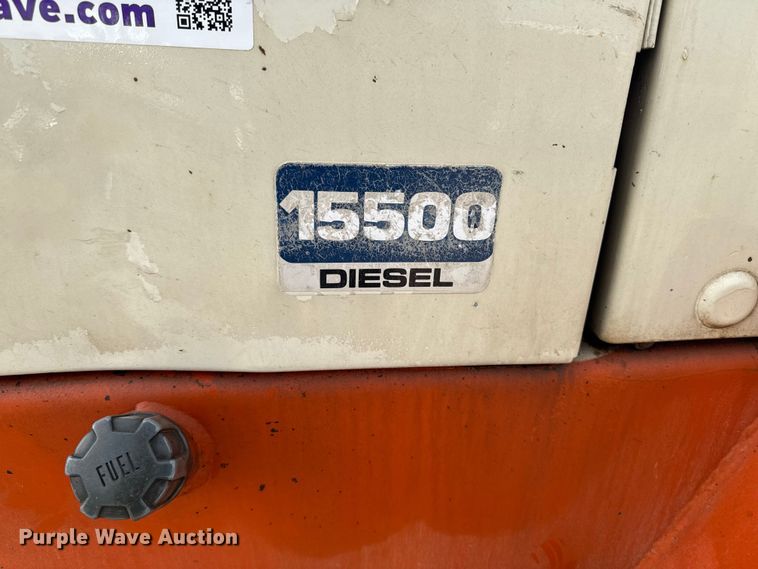 ave.com
15500
DIESEL
FUEL
Purple Wave Auction